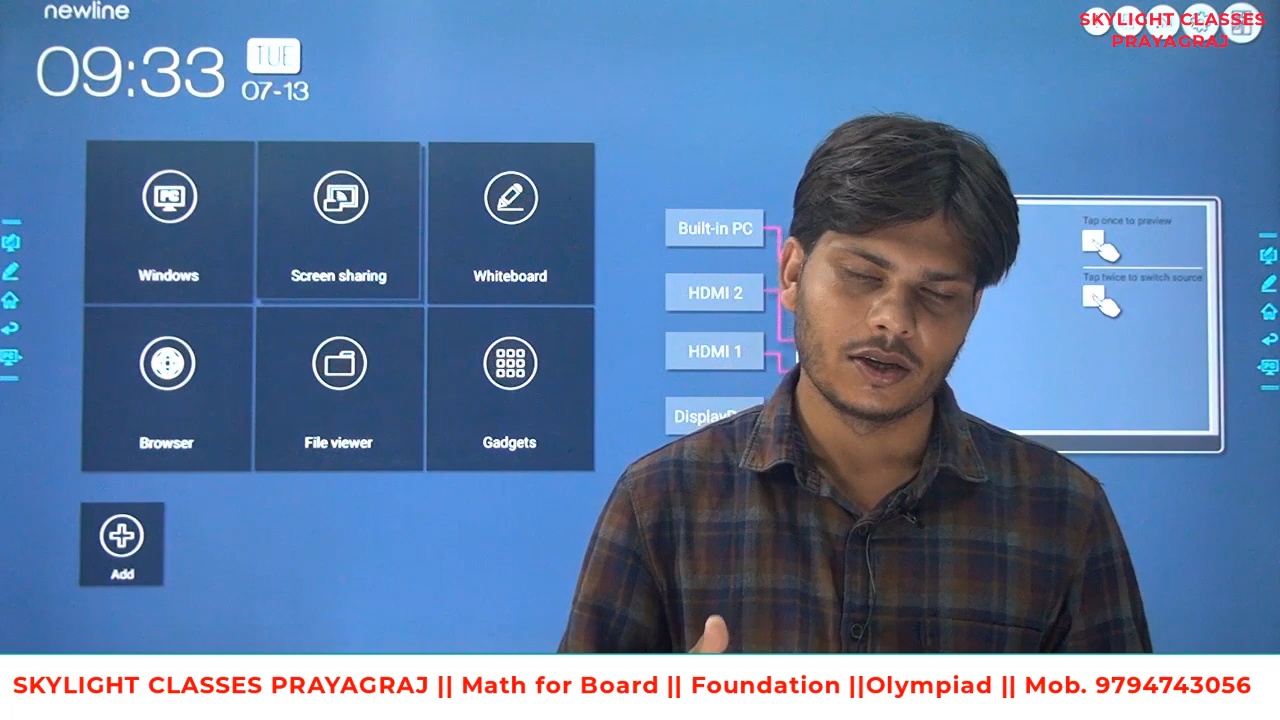 newline
SKYLIGHT CLASSES
PRAYAGRAJ
09:33
TUE
07-13
PC
Windows
Screen sharing
Whiteboard
Browser
File viewer
Gadgets
Add
Built-in PC
HDMI 2
HDMI 1
Tap once to preview
Tap twice to switch source
SKYLIGHT CLASSES PRAYAGRAJ || Math for Board || Foundation ||Olympiad || Mob. 9794743056